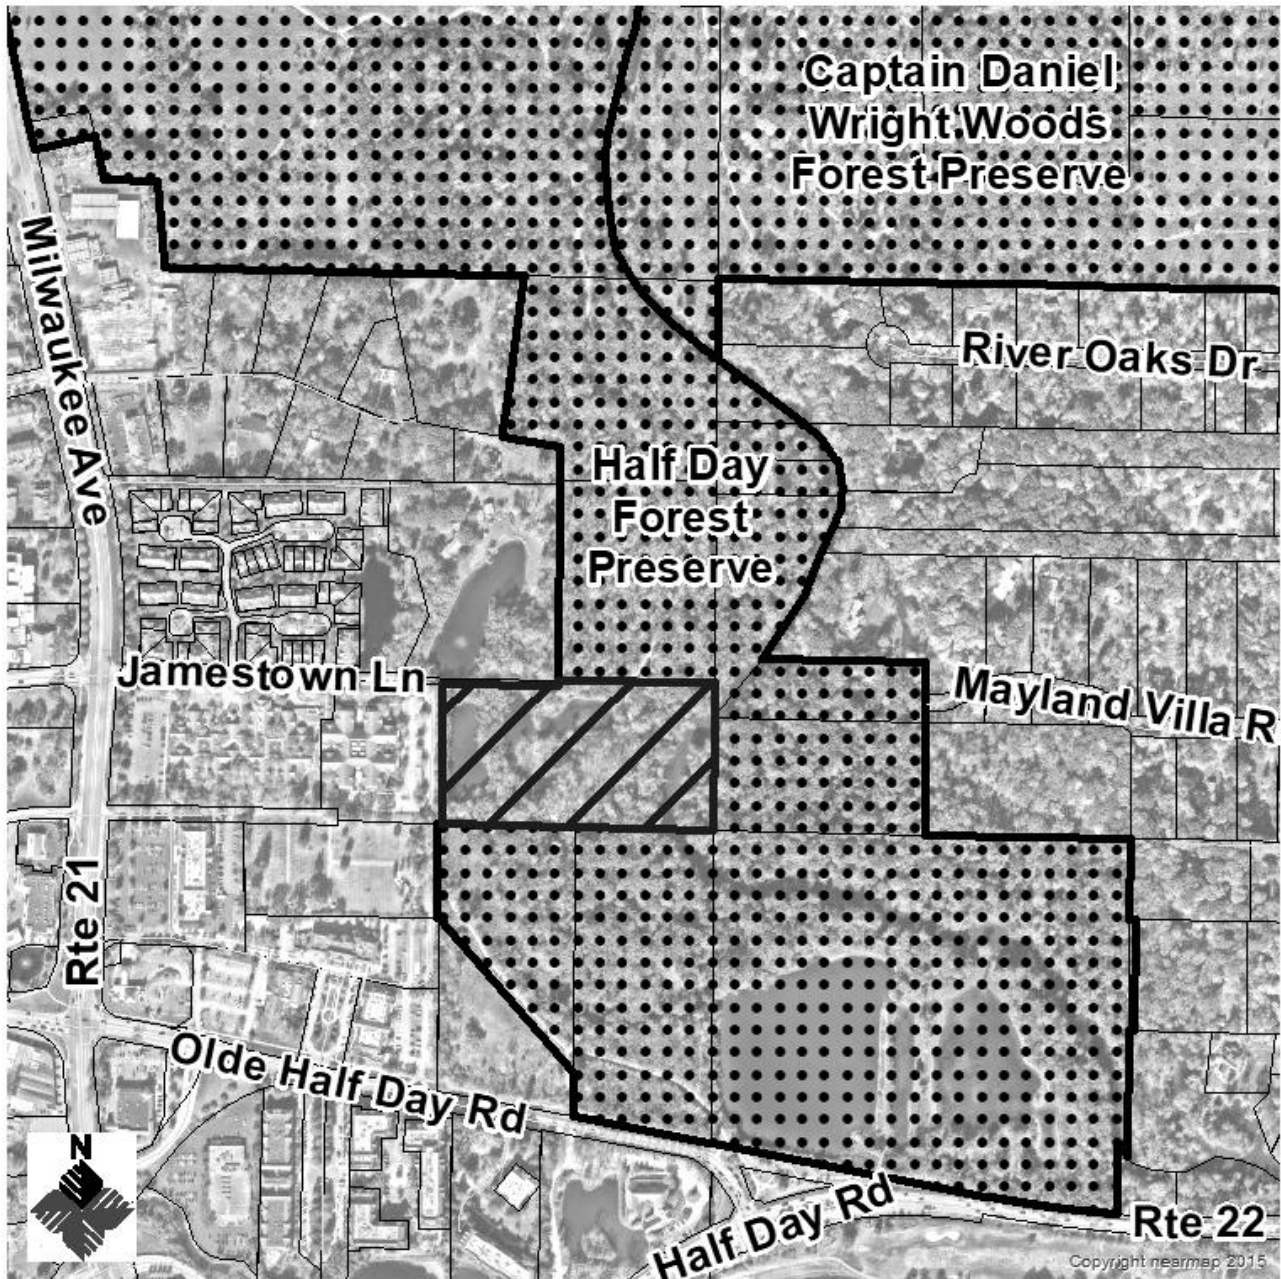 Captain Daniel
Wright Woods
Forest Preserve
Milwaukee Ave
River Oaks Dr
Half Day
Forest
Preserve
Jamestown Ln
Mayland Villa R
Rte 21
Olde Half Day Rd
N
Half Day Rd
Rte 22
Copyright nearmap 2015